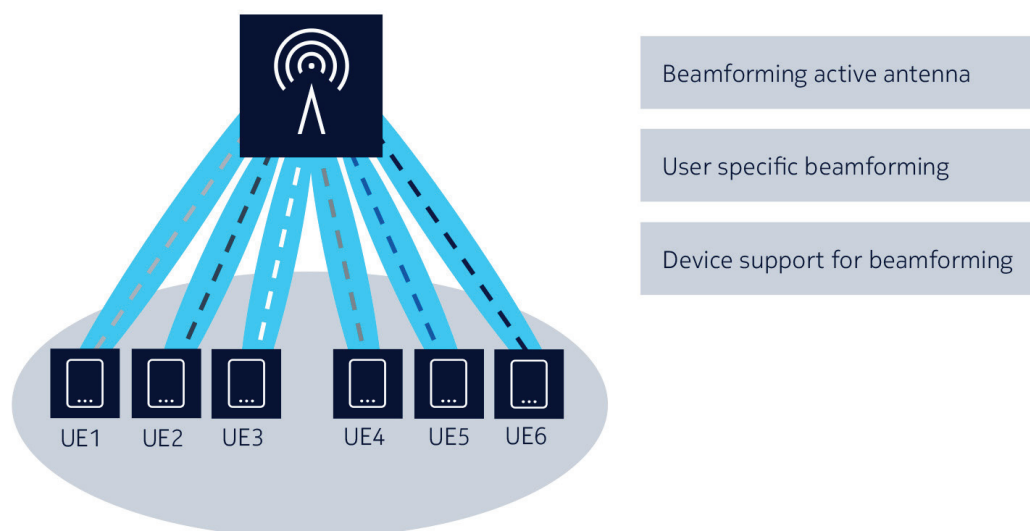 Beamforming active antenna
User specific beamforming
Device support for beamforming
UE1 UE2 UE3 UE4 UE5 UE6